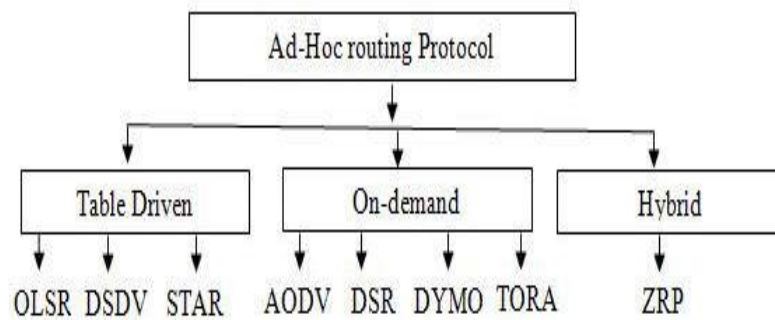 Ad-Hoc routing Protocol
Table Driven On-demand Hybrid
OLSR DSDV STAR AODV DSR DYMO TORA ZRP